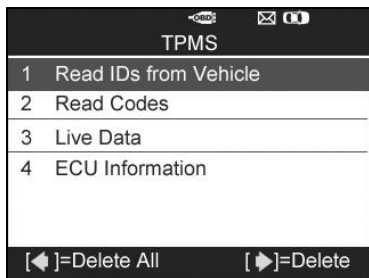 OBD
TPMS
1 Read IDs from Vehicle
2 Read Codes
3 Live Data
4 ECU Information
[◀]=Delete All [▶]=Delete